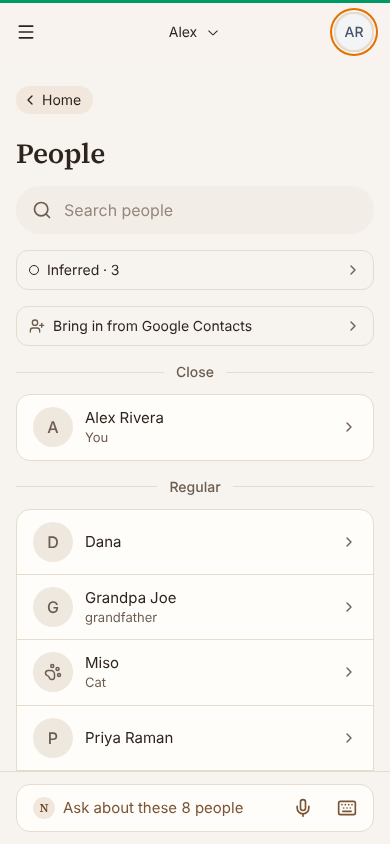 Alex
AR
Home
People
Search people
Inferred · 3
Bring in from Google Contacts
Close
A
Alex Rivera
You
Regular
D
Dana
G
Grandpa Joe
grandfather
Miso
Cat
P
Priya Raman
N
Ask about these 8 people